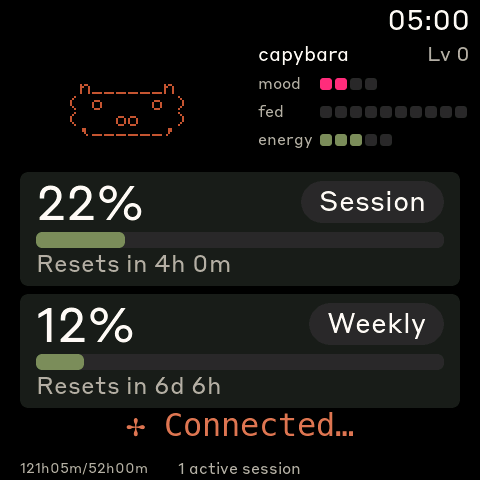 05:00
capybara Lv 0
mood
fed
energy
22% Session
Resets in 4h 0m
12% Weekly
Resets in 6d 6h
✢ Connected…
121h05m/52h00m 1 active session